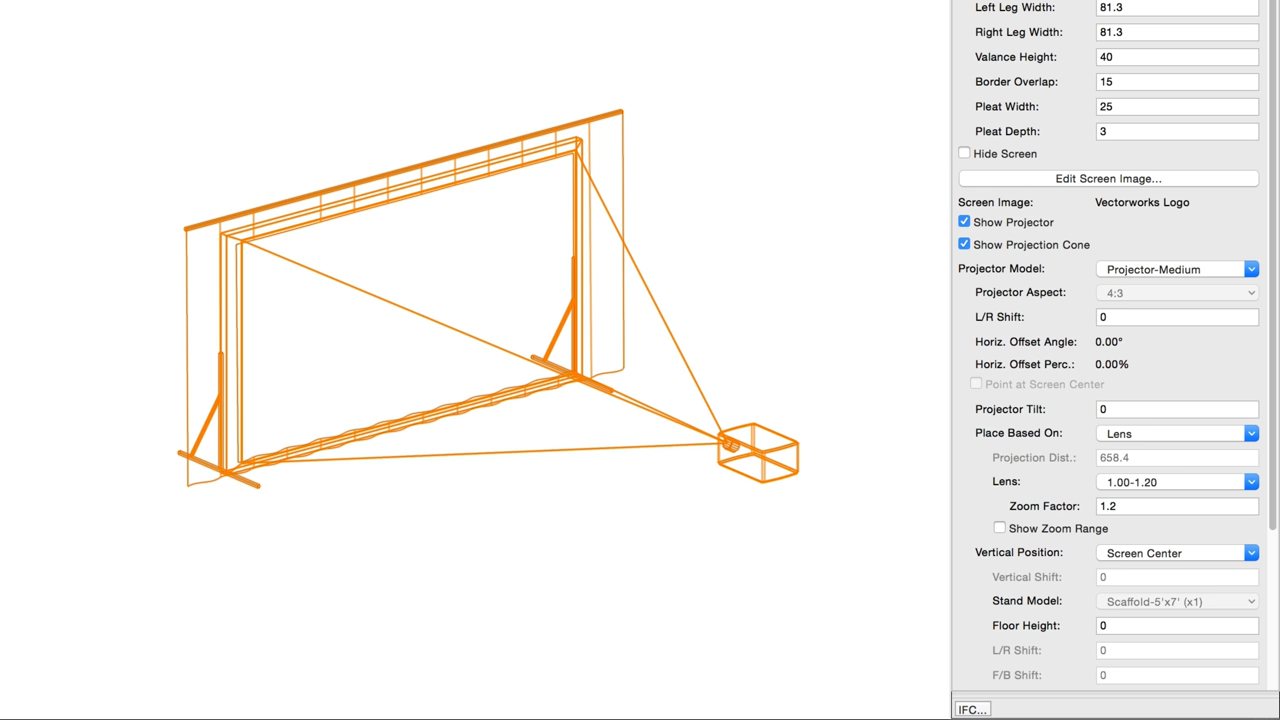 Left Leg Width: 81.3
Right Leg Width: 81.3
Valance Height: 40
Border Overlap: 15
Pleat Width: 25
Pleat Depth: 3
Hide Screen
Edit Screen Image...
Screen Image: Vectorworks Logo
Show Projector
Show Projection Cone
Projector Model: Projector-Medium
Projector Aspect: 4:3
L/R Shift: 0
Horiz. Offset Angle: 0.00°
Horiz. Offset Perc.: 0.00%
Point at Screen Center
Projector Tilt: 0
Place Based On: Lens
Projection Dist.: 658.4
Lens: 1.00-1.20
Zoom Factor: 1.2
Show Zoom Range
Vertical Position: Screen Center
Vertical Shift: 0
Stand Model: Scaffold-5'x7' (x1)
Floor Height: 0
L/R Shift: 0
F/B Shift: 0
IFC...